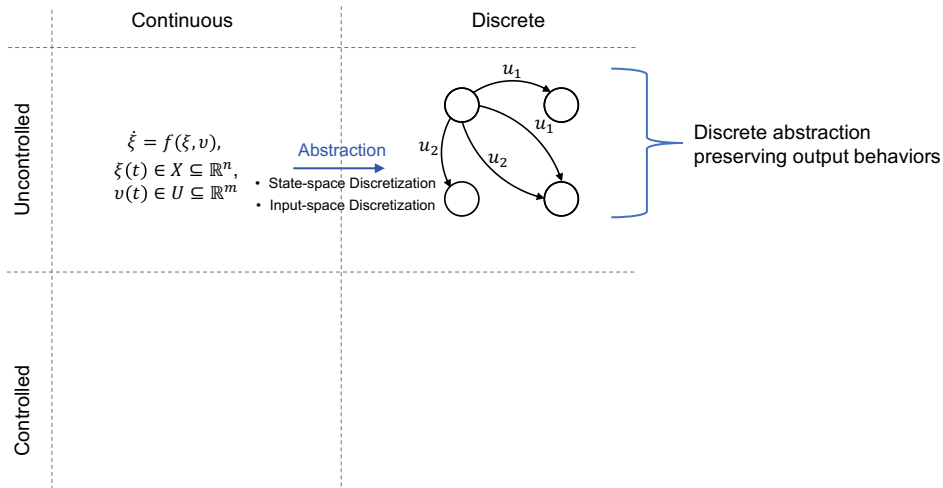 Continuous
Discrete
Uncontrolled
ξ̇ = f(ξ, υ),
ξ(t) ∈ X ⊆ ℝⁿ,
υ(t) ∈ U ⊆ ℝᵐ
Abstraction
• State-space Discretization
• Input-space Discretization
u₁
u₁
u₂
u₂
Discrete abstraction
preserving output behaviors
Controlled